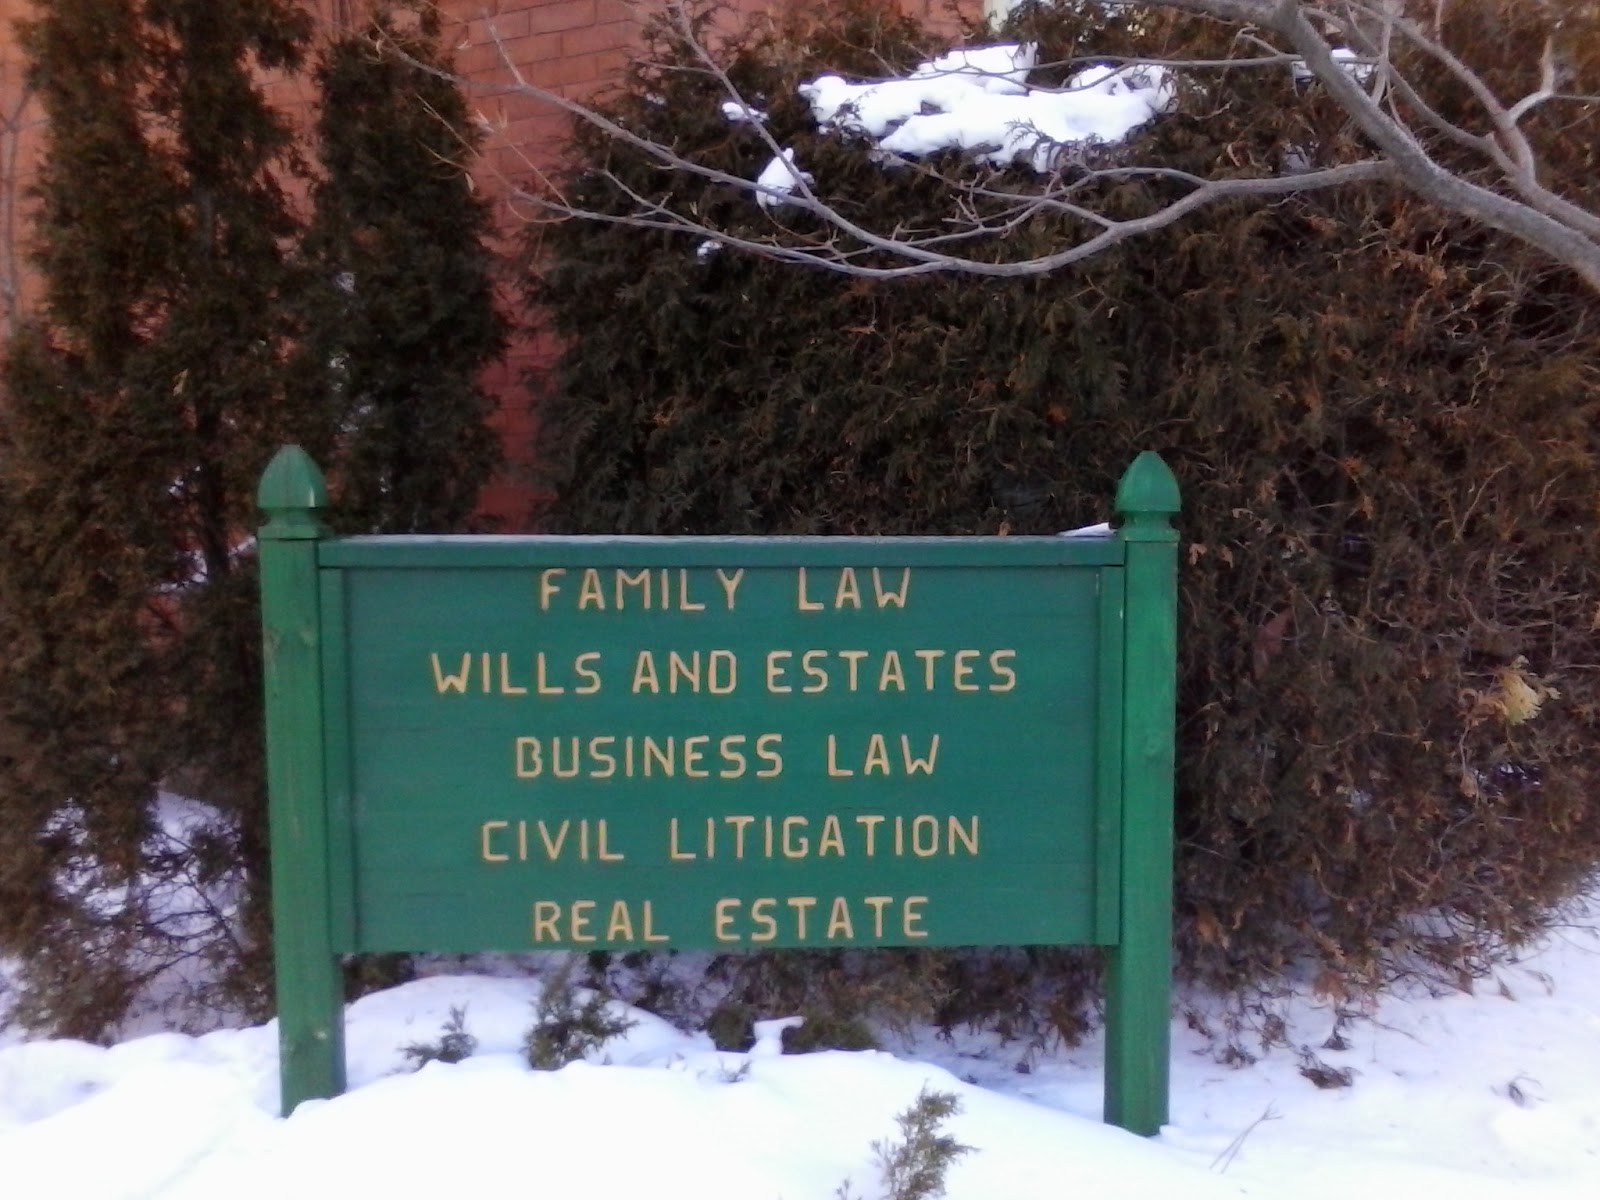 FAMILY LAW
WILLS AND ESTATES
BUSINESS LAW
CIVIL LITIGATION
REAL ESTATE